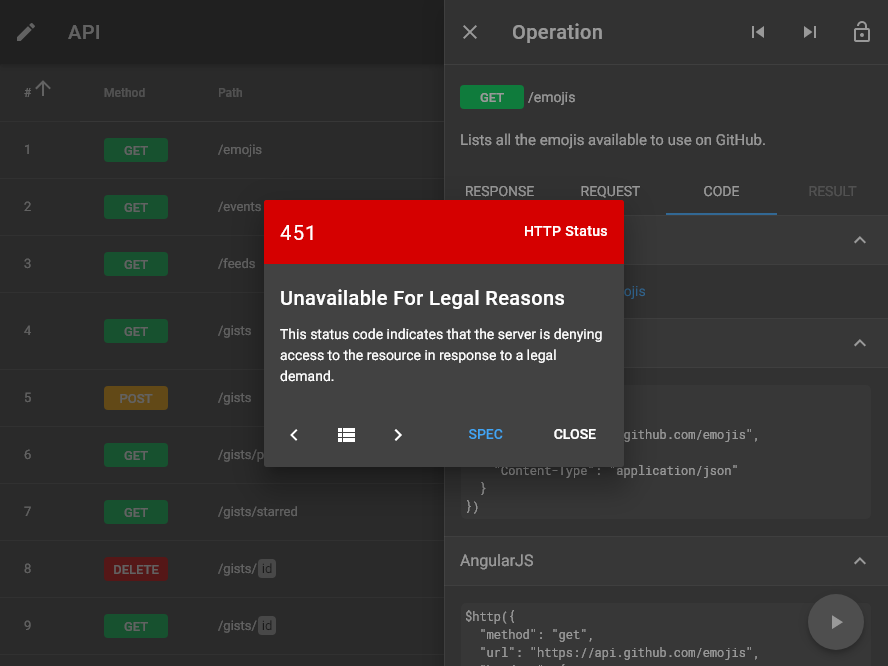 API
# Method Path
1 GET /emojis
2 GET /events
3 GET /feeds
4 GET /gists
5 POST /gists
6 GET /gists/p
7 GET /gists/starred
8 DELETE /gists/ id
9 GET /gists/ id
Operation
GET /emojis
Lists all the emojis available to use on GitHub.
RESPONSE REQUEST CODE RESULT
ojis
github.com/emojis",
"Content-Type": "application/json"
}
})
AngularJS
$http({
"method": "get",
"url": "https://api.github.com/emojis",
451 HTTP Status
Unavailable For Legal Reasons
This status code indicates that the server is denying
access to the resource in response to a legal
demand.
SPEC CLOSE